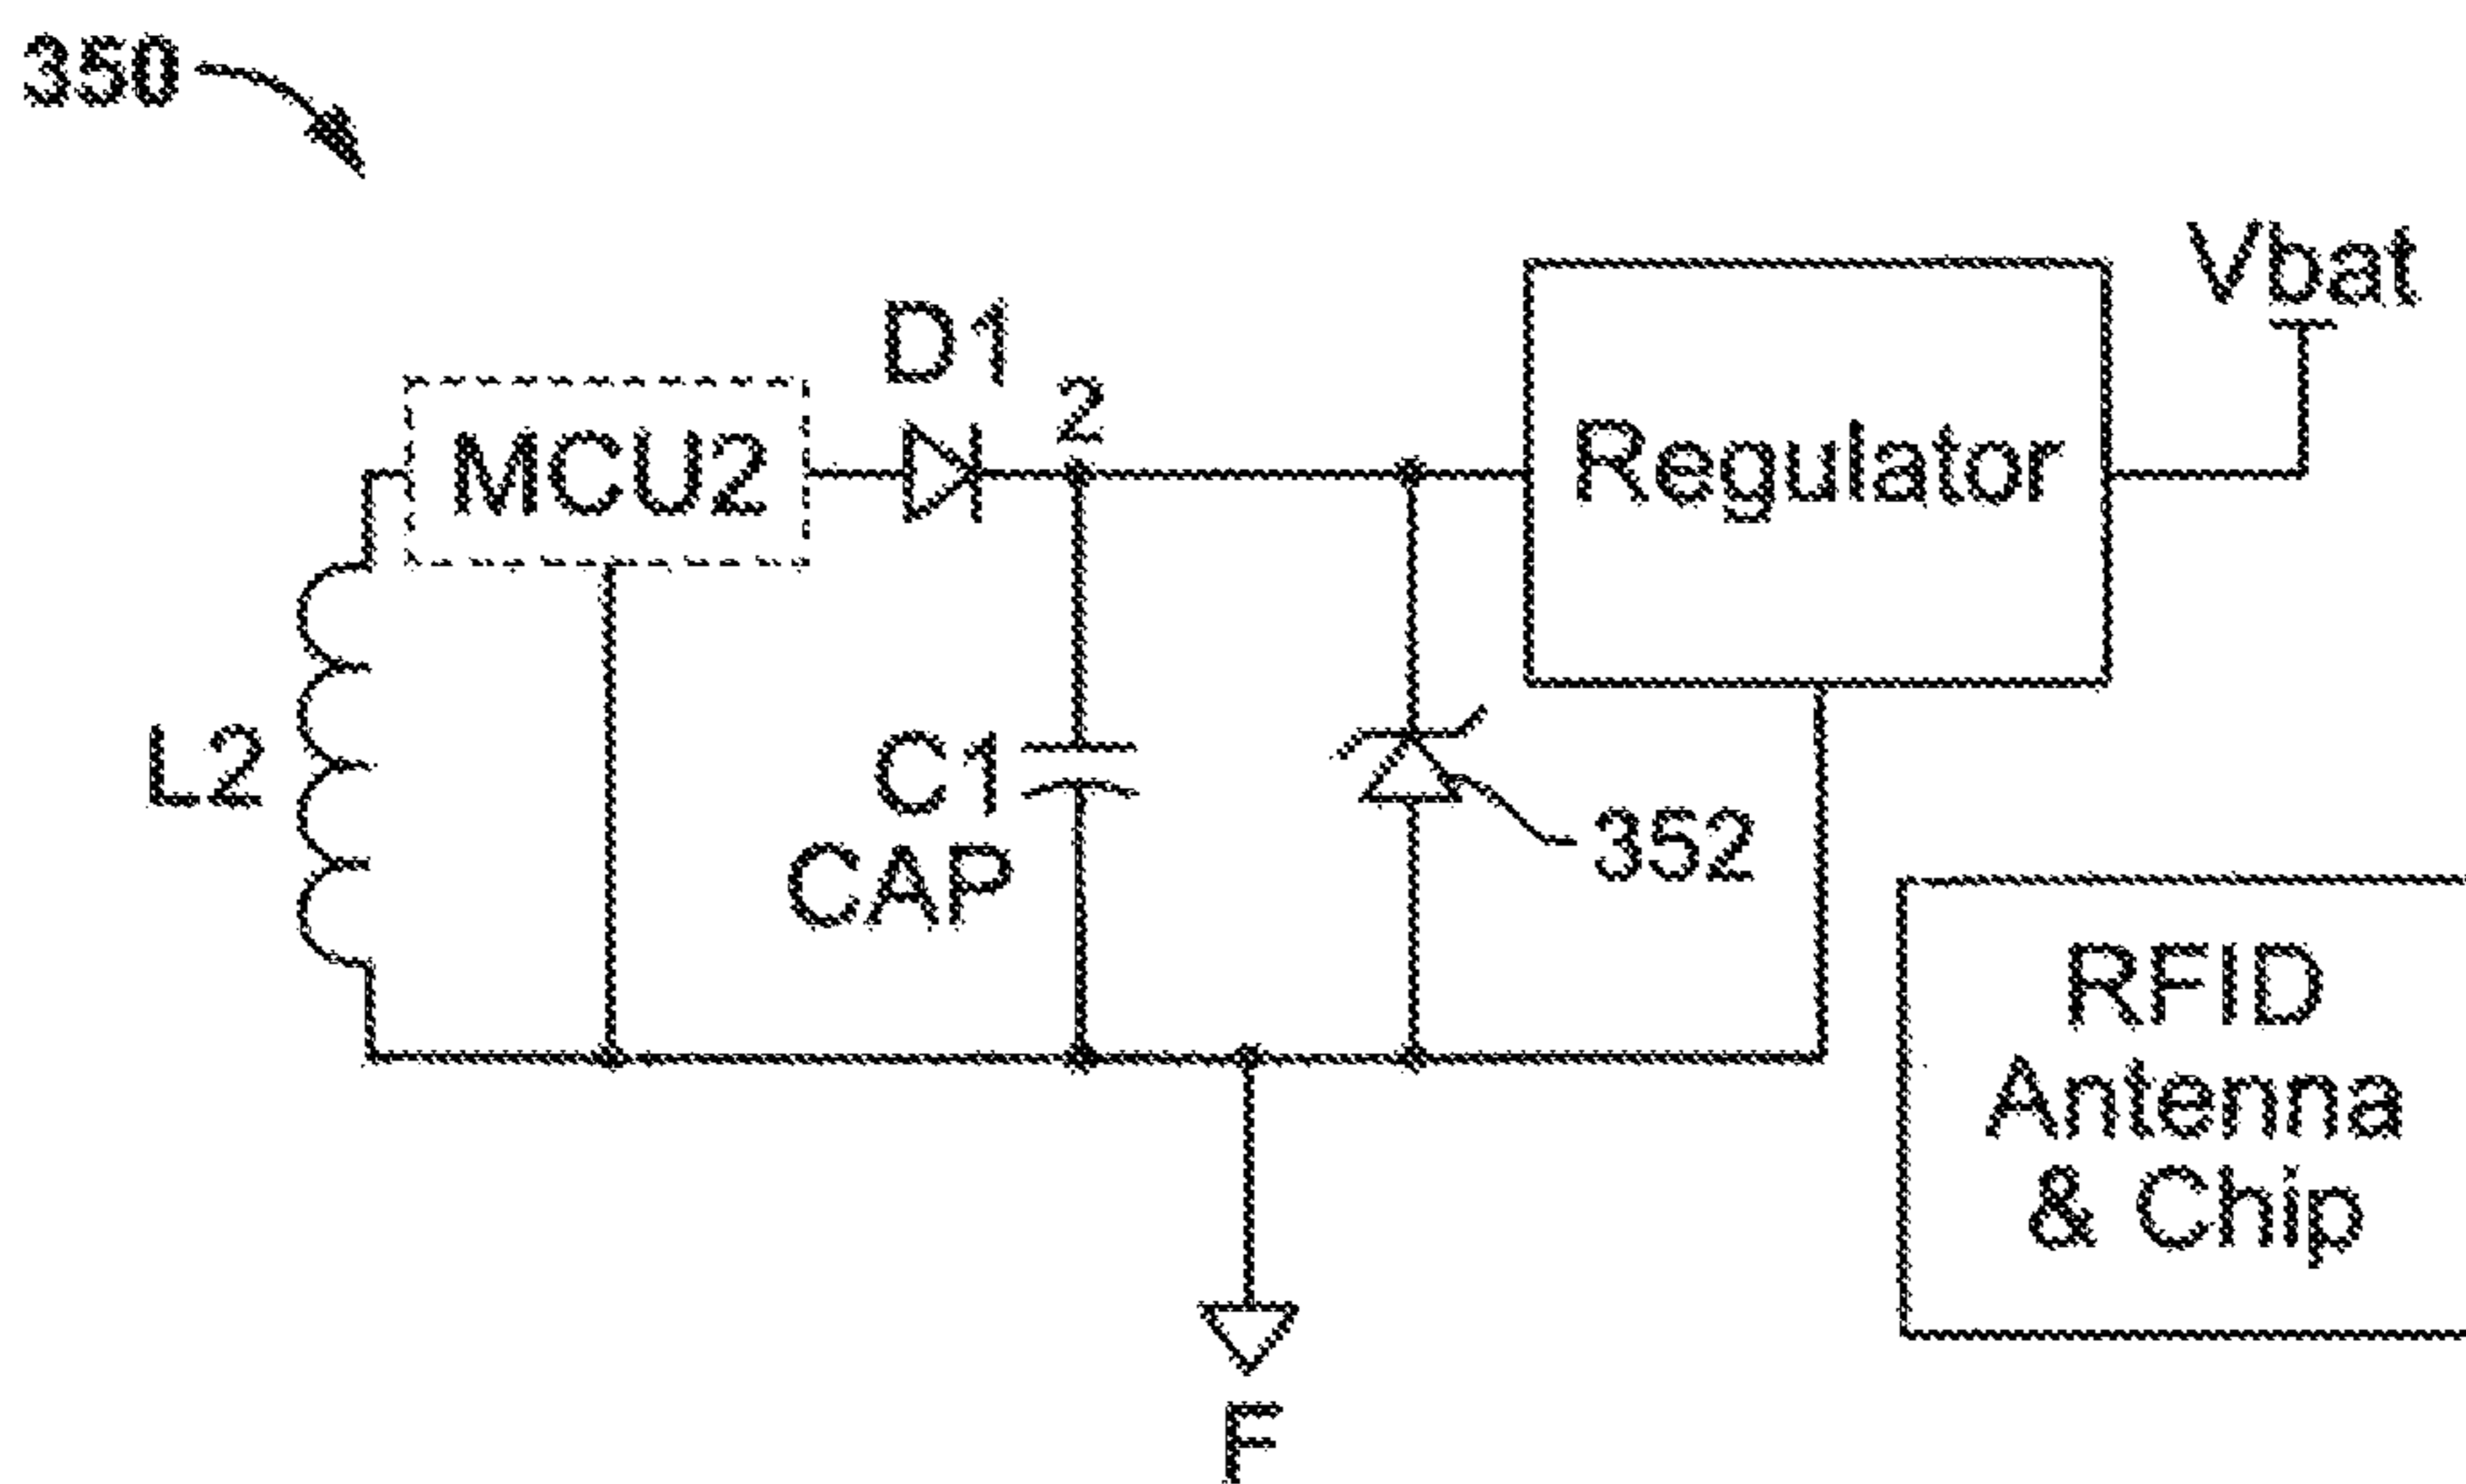 350
Vbat
D1
2
MCU2
Regulator
L2
C1
CAP
352
RFID
Antenna
& Chip
F